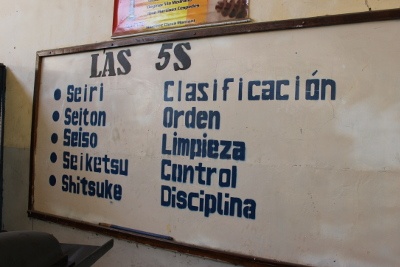 LAS 5S
• Seiri Clasificación
• Seiton Orden
• Seiso Limpieza
• Seiketsu Control
• Shitsuke Disciplina